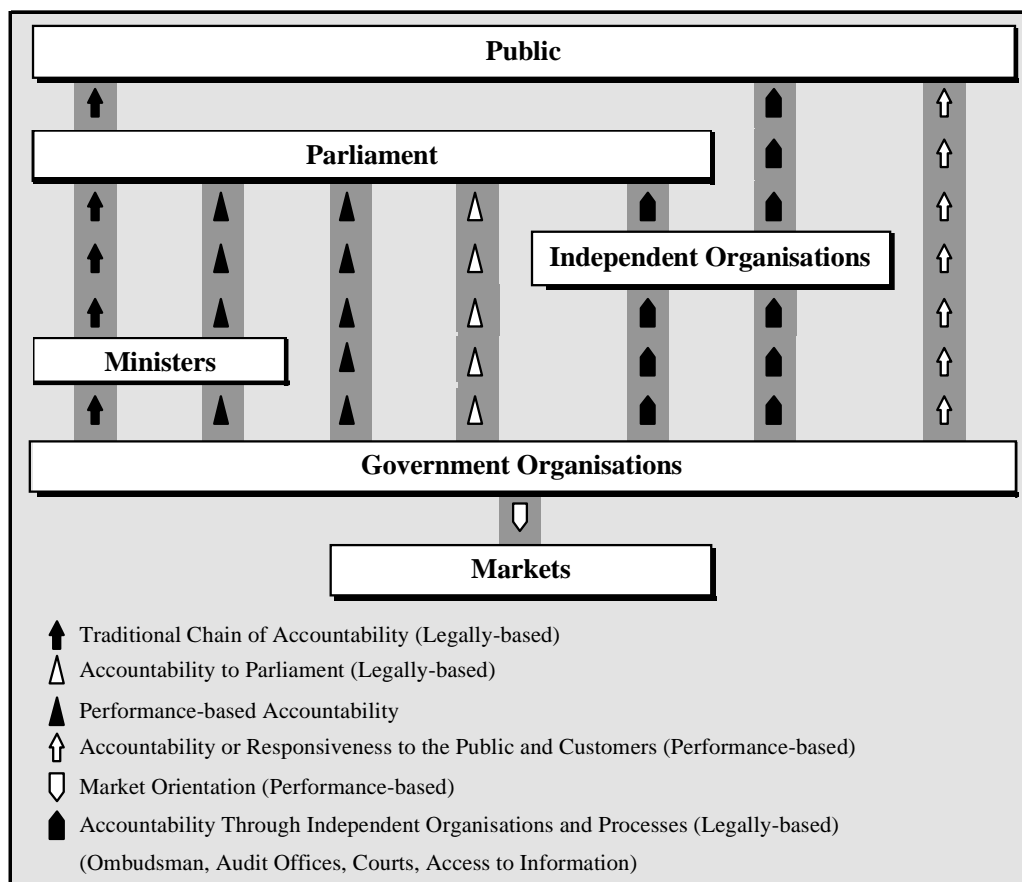 Public
Parliament
Independent Organisations
Ministers
Government Organisations
Markets
Traditional Chain of Accountability (Legally-based)
Accountability to Parliament (Legally-based)
Performance-based Accountability
Accountability or Responsiveness to the Public and Customers (Performance-based)
Market Orientation (Performance-based)
Accountability Through Independent Organisations and Processes (Legally-based)
(Ombudsman, Audit Offices, Courts, Access to Information)